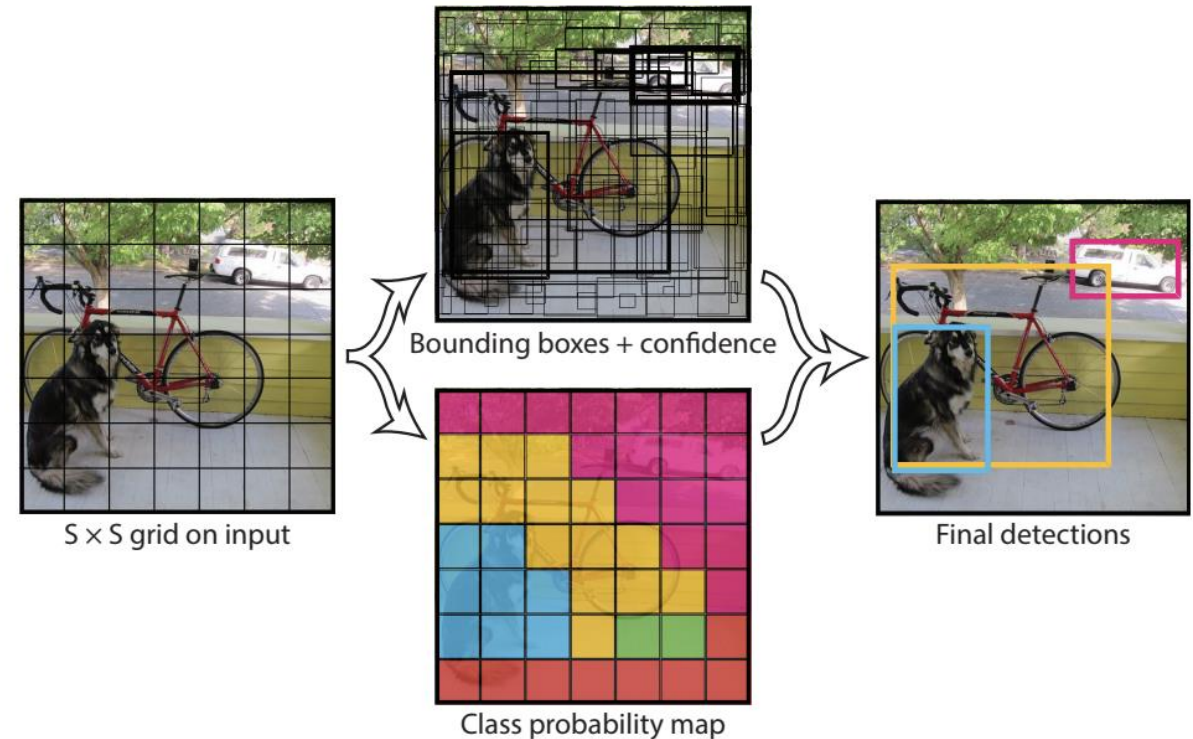 Bounding boxes + confidence
S × S grid on input
Final detections
Class probability map